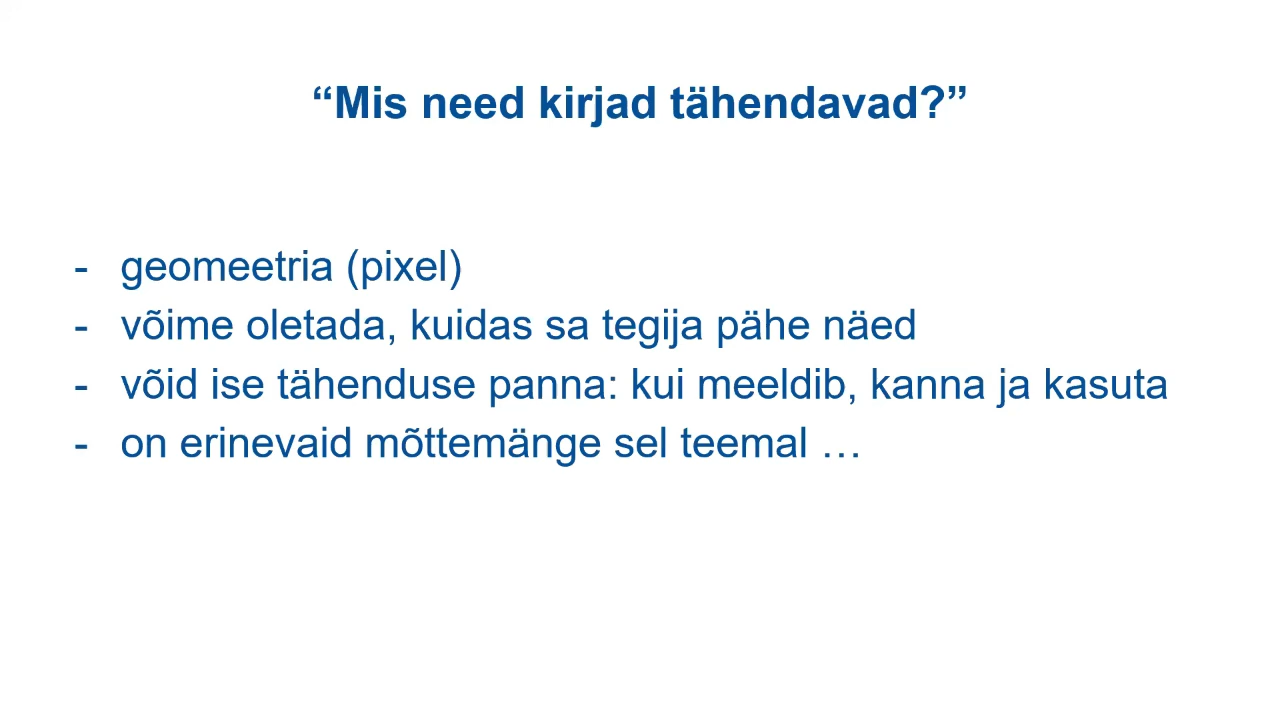 “Mis need kirjad tähendavad?”
- geomeetria (pixel)
- võime oletada, kuidas sa tegija pähe näed
- võid ise tähenduse panna: kui meeldib, kanna ja kasuta
- on erinevaid mõttemänge sel teemal …